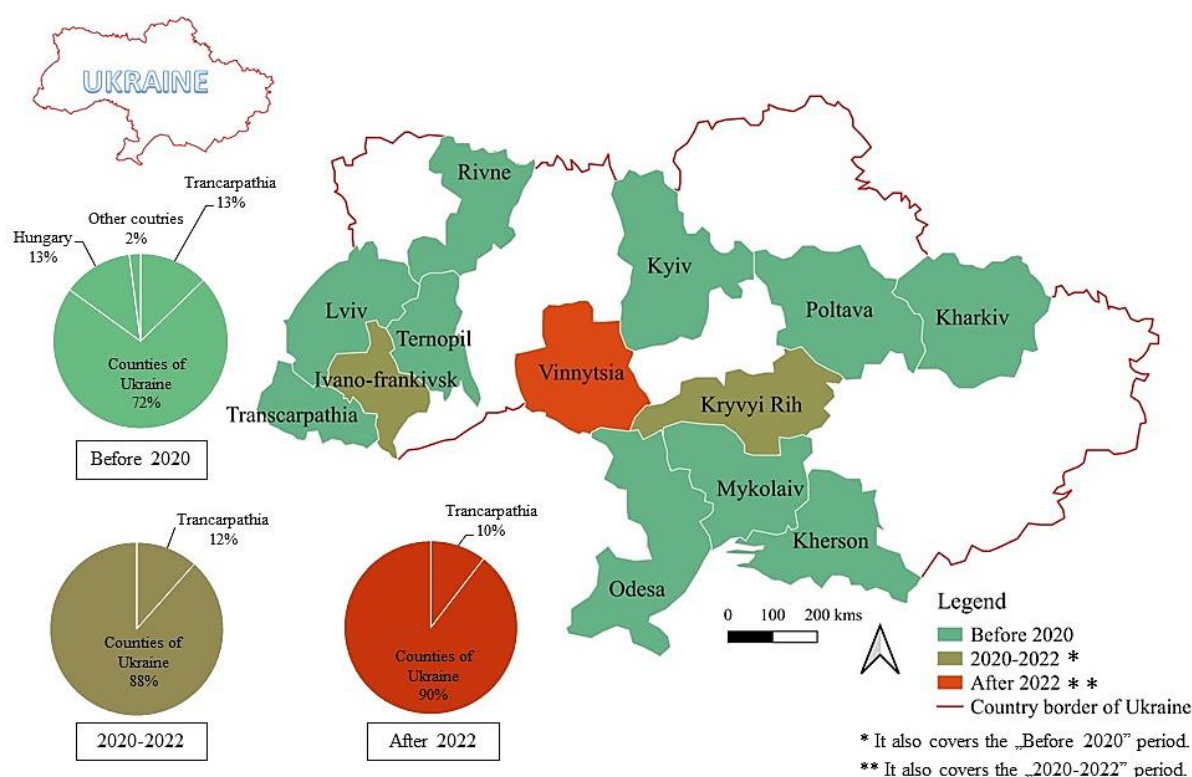 UKRAINE
Trancarpathia
13%
Other coutries
2%
Hungary
13%
Counties of
Ukraine
72%
Before 2020
Rivne
Kyiv
Lviv
Ternopil
Poltava
Kharkiv
Ivano-frankivsk
Vinnytsia
Transcarpathia
Kryvyi Rih
Mykolaiv
Kherson
Odesa
Trancarpathia
12%
Counties of
Ukraine
88%
2020-2022
Trancarpathia
10%
Counties of
Ukraine
90%
After 2022
0 100 200 kms
Legend
Before 2020
2020-2022 *
After 2022 * *
Country border of Ukraine
* It also covers the „Before 2020” period.
** It also covers the „2020-2022” period.